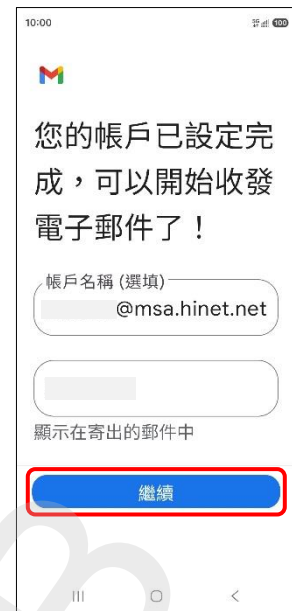 10:00
100
您的帳戶已設定完
成，可以開始收發
電子郵件了！
帳戶名稱 (選填)
@msa.hinet.net
顯示在寄出的郵件中
繼續